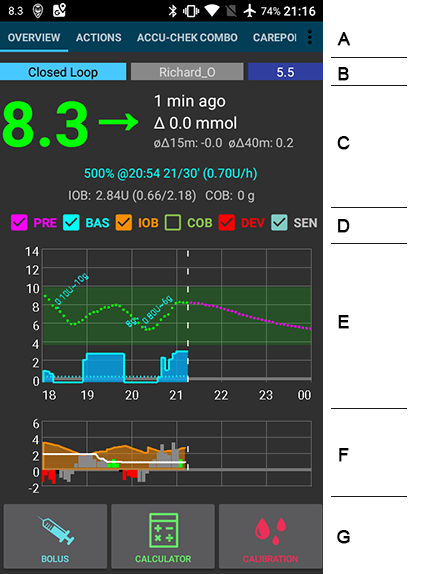 8.3 74% 21:16
OVERVIEW ACTIONS ACCU-CHEK COMBO CAREPOI
A
Closed Loop Richard_O 5.5
B
8.3 → 1 min ago
Δ 0.0 mmol
øΔ15m: -0.0 øΔ40m: 0.2
C
500% @20:54 21/30' (0.70U/h)
IOB: 2.84U (0.66/2.18) COB: 0 g
PRE BAS IOB COB DEV SEN
D
14
12
10
8
6
4
2
0
0.10U~10g
0.80U~6g
18 19 20 21 22 23 00
E
6
4
2
0
-2
F
BOLUS CALCULATOR CALIBRATION
G